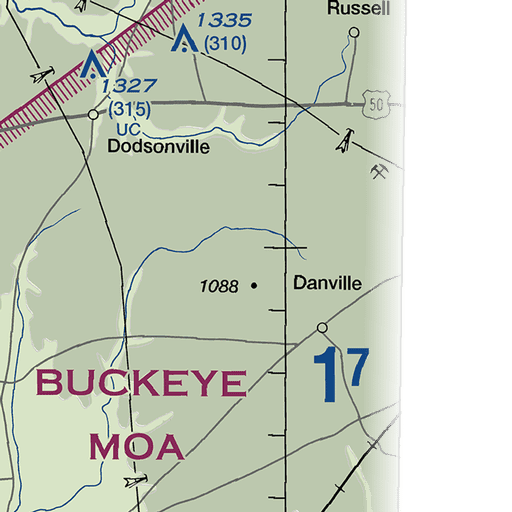 Russell
1335
(310)
1327
(315)
UC
50
Dodsonville
1088
Danville
17
BUCKEYE
MOA